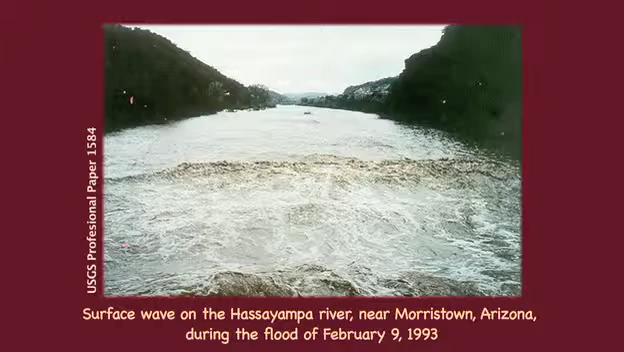 USGS Profesional Paper 1584
Surface wave on the Hassayampa river, near Morristown, Arizona,
during the flood of February 9, 1993